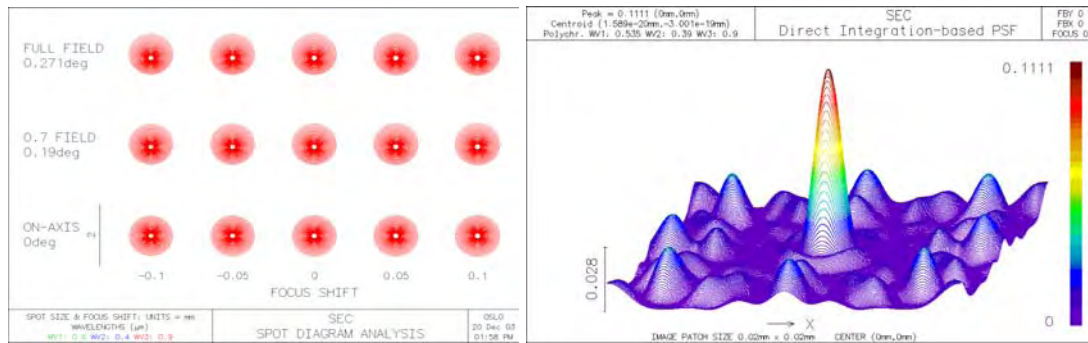 FULL FIELD
0.271deg
0.7 FIELD
0.19deg
ON-AXIS
0deg
2
-0.1 -0.05 0 0.05 0.1
FOCUS SHIFT
SPOT SIZE & FOCUS SHIFT: UNITS = mm
WAVELENGTHS (µm)
WV1: 0.6 WV2: 0.4 WV3: 0.9
SEC
SPOT DIAGRAM ANALYSIS
OSLO
20 Dec 03
01:58 PM
Peak = 0.1111 (0mm,0mm)
Centroid (1.589e-20mm,-3.001e-19mm)
Polychr. WV1: 0.535 WV2: 0.39 WV3: 0.9
SEC
Direct Integration-based PSF
FBY 0
FBX 0
FOCUS 0
0.1111
0.028
0
X
IMAGE PATCH SIZE 0.02mm x 0.02mm CENTER (0mm,0mm)